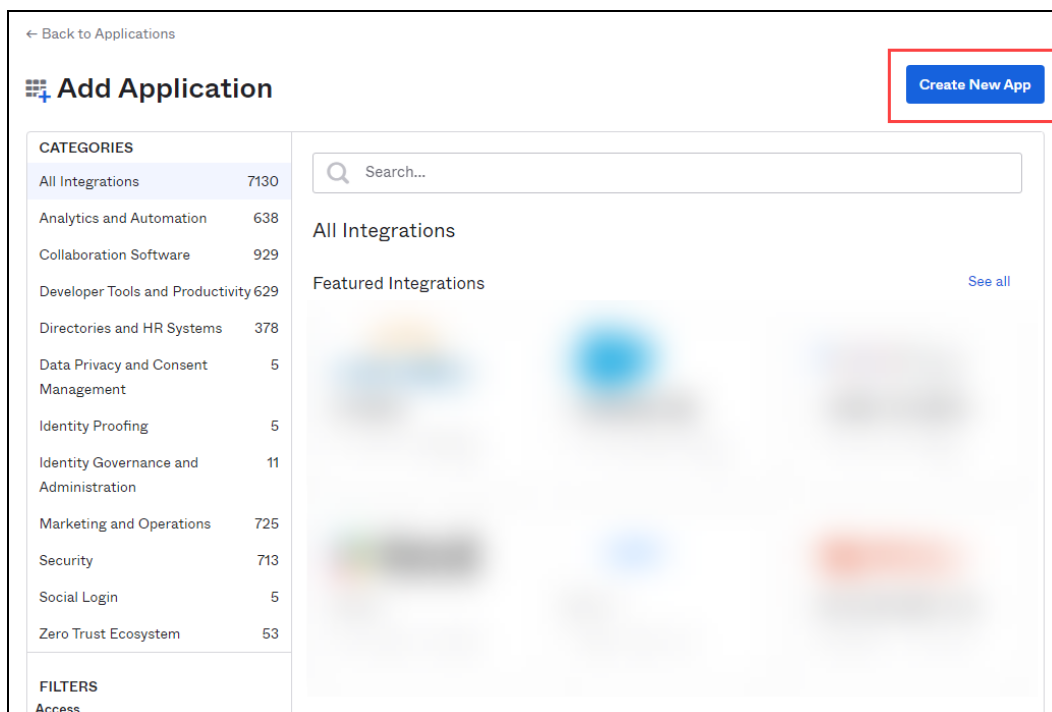 ← Back to Applications
Add Application
Create New App
CATEGORIES
All Integrations 7130
Analytics and Automation 638
Collaboration Software 929
Developer Tools and Productivity 629
Directories and HR Systems 378
Data Privacy and Consent 5
Management
Identity Proofing 5
Identity Governance and 11
Administration
Marketing and Operations 725
Security 713
Social Login 5
Zero Trust Ecosystem 53
FILTERS
Access
Search...
All Integrations
Featured Integrations
See all